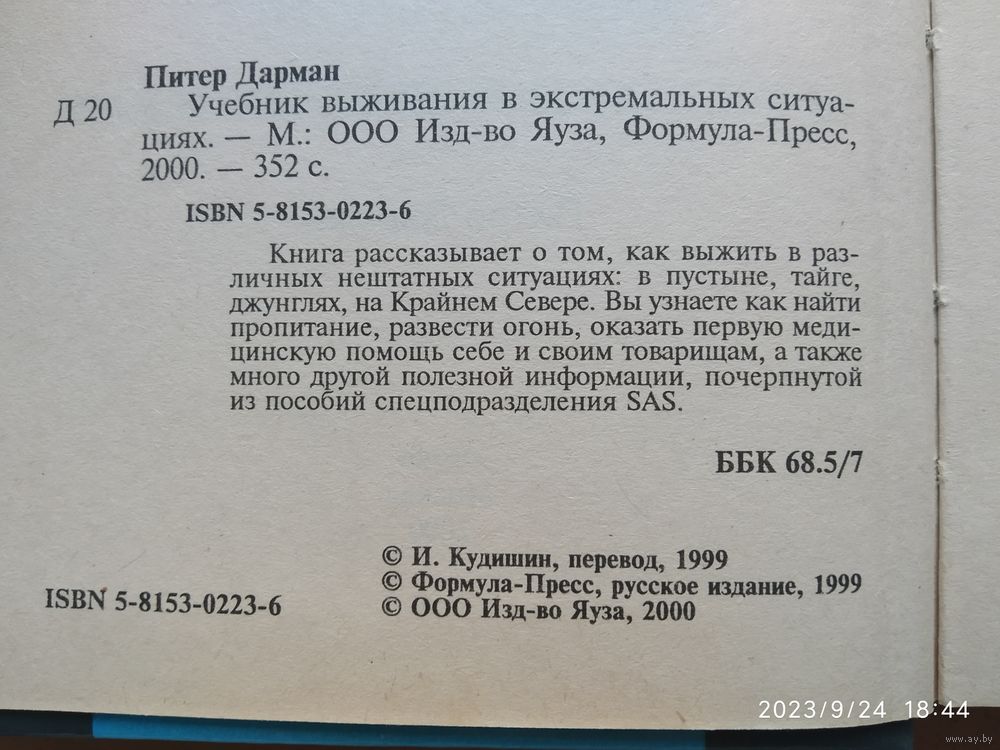 Питер Дарман
Д 20
Учебник выживания в экстремальных ситуа-
циях. — М.: ООО Изд-во Яуза, Формула-Пресс,
2000. — 352 с.
ISBN 5-8153-0223-6
Книга рассказывает о том, как выжить в раз-
личных нештатных ситуациях: в пустыне, тайге,
джунглях, на Крайнем Севере. Вы узнаете как найти
пропитание, развести огонь, оказать первую меди-
цинскую помощь себе и своим товарищам, а также
много другой полезной информации, почерпнутой
из пособий спецподразделения SAS.
ББК 68.5/7
© И. Кудишин, перевод, 1999
© Формула-Пресс, русское издание, 1999
© ООО Изд-во Яуза, 2000
ISBN 5-8153-0223-6
2023/9/24 18:44
www.ay.by